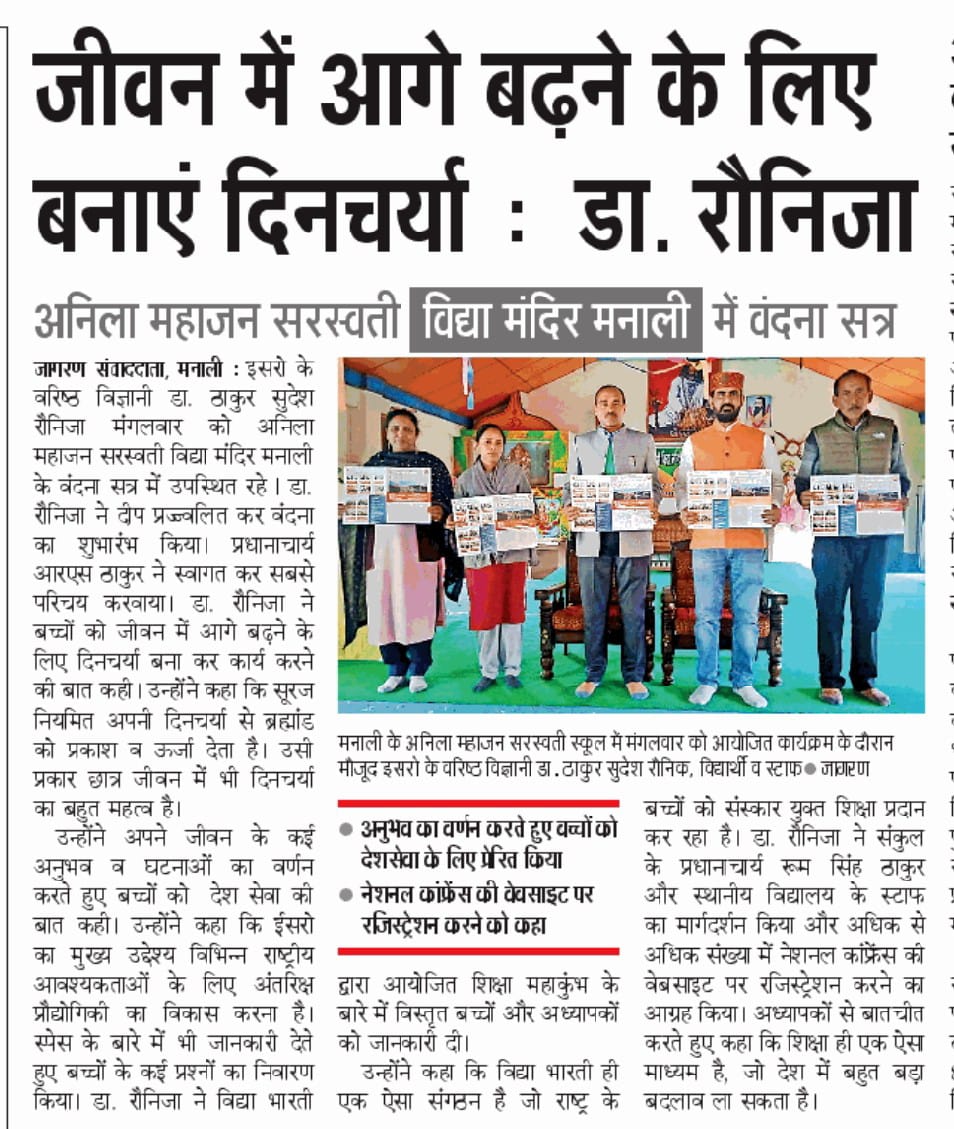 जीवन में आगे बढ़ने के लिए
बनाएं दिनचर्या : डा. रौनिजा
अनिला महाजन सरस्वती विद्या मंदिर मनाली में वंदना सत्र
जागरण संवाददाता, मनाली : इसरो के
वरिष्ठ विज्ञानी डा. ठाकुर सुदेश
रौनिजा मंगलवार को अनिला
महाजन सरस्वती विद्या मंदिर मनाली
के वंदना सत्र में उपस्थित रहे। डा.
रौनिजा ने दीप प्रज्ज्वलित कर वंदना
का शुभारंभ किया। प्रधानाचार्य
आरएस ठाकुर ने स्वागत कर सबसे
परिचय करवाया। डा. रौनिजा ने
बच्चों को जीवन में आगे बढ़ने के
लिए दिनचर्या बना कर कार्य करने
की बात कही। उन्होंने कहा कि सूरज
नियमित अपनी दिनचर्या से ब्रह्मांड
को प्रकाश व ऊर्जा देता है। उसी
प्रकार छात्र जीवन में भी दिनचर्या
का बहुत महत्व है।
उन्होंने अपने जीवन के कई
अनुभव व घटनाओं का वर्णन
करते हुए बच्चों को देश सेवा की
बात कही। उन्होंने कहा कि ईसरो
का मुख्य उद्देश्य विभिन्न राष्ट्रीय
आवश्यकताओं के लिए अंतरिक्ष
प्रौद्योगिकी का विकास करना है।
स्पेस के बारे में भी जानकारी देते
हुए बच्चों के कई प्रश्नों का निवारण
किया। डा. रौनिजा ने विद्या भारती
मनाली के अनिला महाजन सरस्वती स्कूल में मंगलवार को आयोजित कार्यक्रम के दौरान
मौजूद इसरो के वरिष्ठ विज्ञानी डा .ठाकुर सुदेश रौनिक, विद्यार्थी व स्टाफ● जागरण
● अनुभव का वर्णन करते हुए बच्चों को
देशसेवा के लिए प्रेरित किया
● नेशनल कांफ्रेंस की वेबसाइट पर
रजिस्ट्रेशन करने को कहा
द्वारा आयोजित शिक्षा महाकुंभ के
बारे में विस्तृत बच्चों और अध्यापकों
को जानकारी दी।
उन्होंने कहा कि विद्या भारती ही
एक ऐसा संगठन है जो राष्ट्र के
बच्चों को संस्कार युक्त शिक्षा प्रदान
कर रहा है। डा. रौनिजा ने संकुल
के प्रधानाचार्य रूम सिंह ठाकुर
और स्थानीय विद्यालय के स्टाफ
का मार्गदर्शन किया और अधिक से
अधिक संख्या में नेशनल कांफ्रेंस की
वेबसाइट पर रजिस्ट्रेशन करने का
आग्रह किया। अध्यापकों से बातचीत
करते हुए कहा कि शिक्षा ही एक ऐसा
माध्यम है, जो देश में बहुत बड़ा
बदलाव ला सकता है।